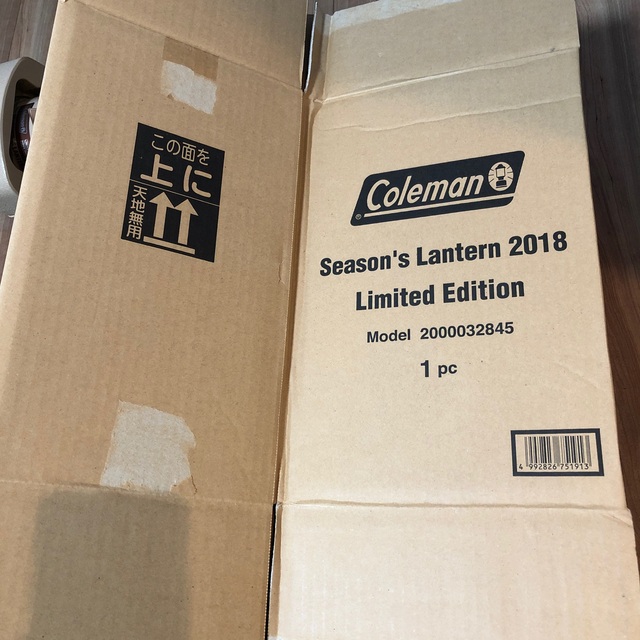 この面を
上に
天地無用
Coleman
®
Season's Lantern 2018
Limited Edition
Model 2000032845
1 pc
4 992826 751913